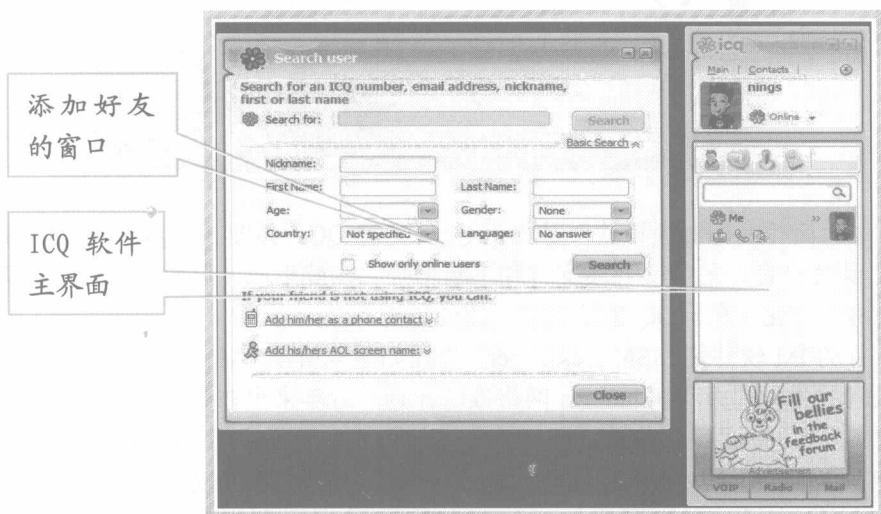 添加好友
的窗口
ICQ 软件
主界面
Search user
Search for an ICQ number, email address, nickname,
first or last name
Search for:
Search
Basic Search
Nickname:
First Name:
Last Name:
Age:
Gender:
None
Country:
Not specified
Language:
No answer
Show only online users
Search
If your friend is not using ICQ, you can:
Add him/her as a phone contact
Add his/hers AOL screen name:
Close
icq
Main | Contacts |
nings
Online
Me
Fill our
bellies
in the
feedback
forum
Advertisement
VOIP
Radio
Mail